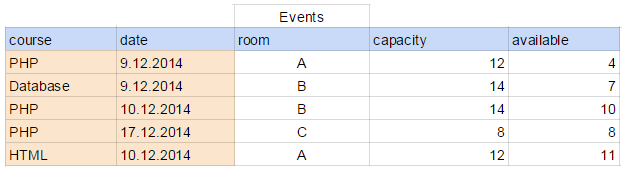 Events
course date room capacity available
PHP 9.12.2014 A 12 4
Database 9.12.2014 B 14 7
PHP 10.12.2014 B 14 10
PHP 17.12.2014 C 8 8
HTML 10.12.2014 A 12 11